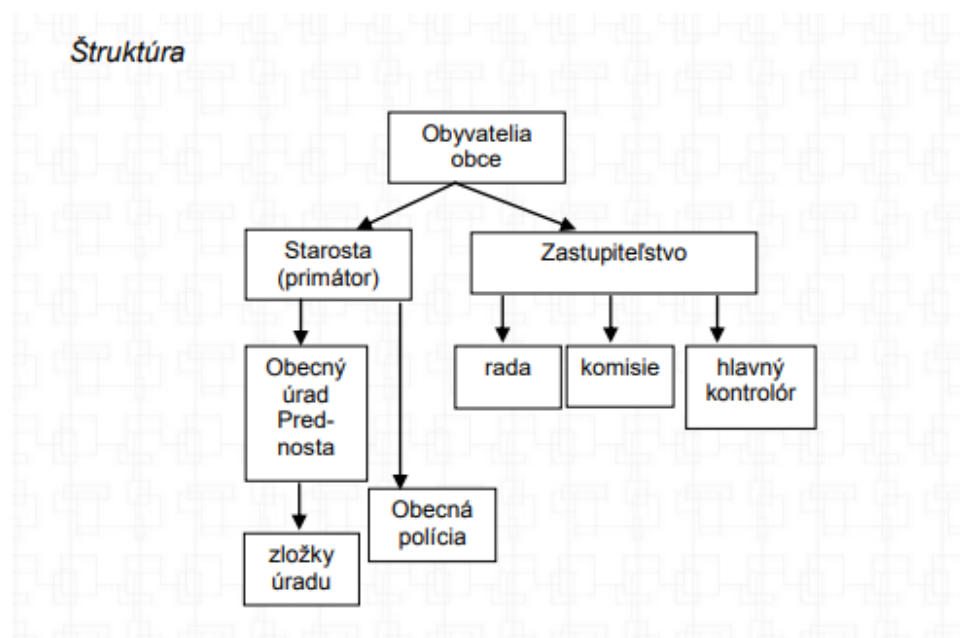 Štruktúra
Obyvatelia
obce
Starosta
(primátor)
Zastupiteľstvo
Obecný
úrad
Pred-
nosta
rada
komisie
hlavný
kontrolór
Obecná
polícia
zložky
úradu